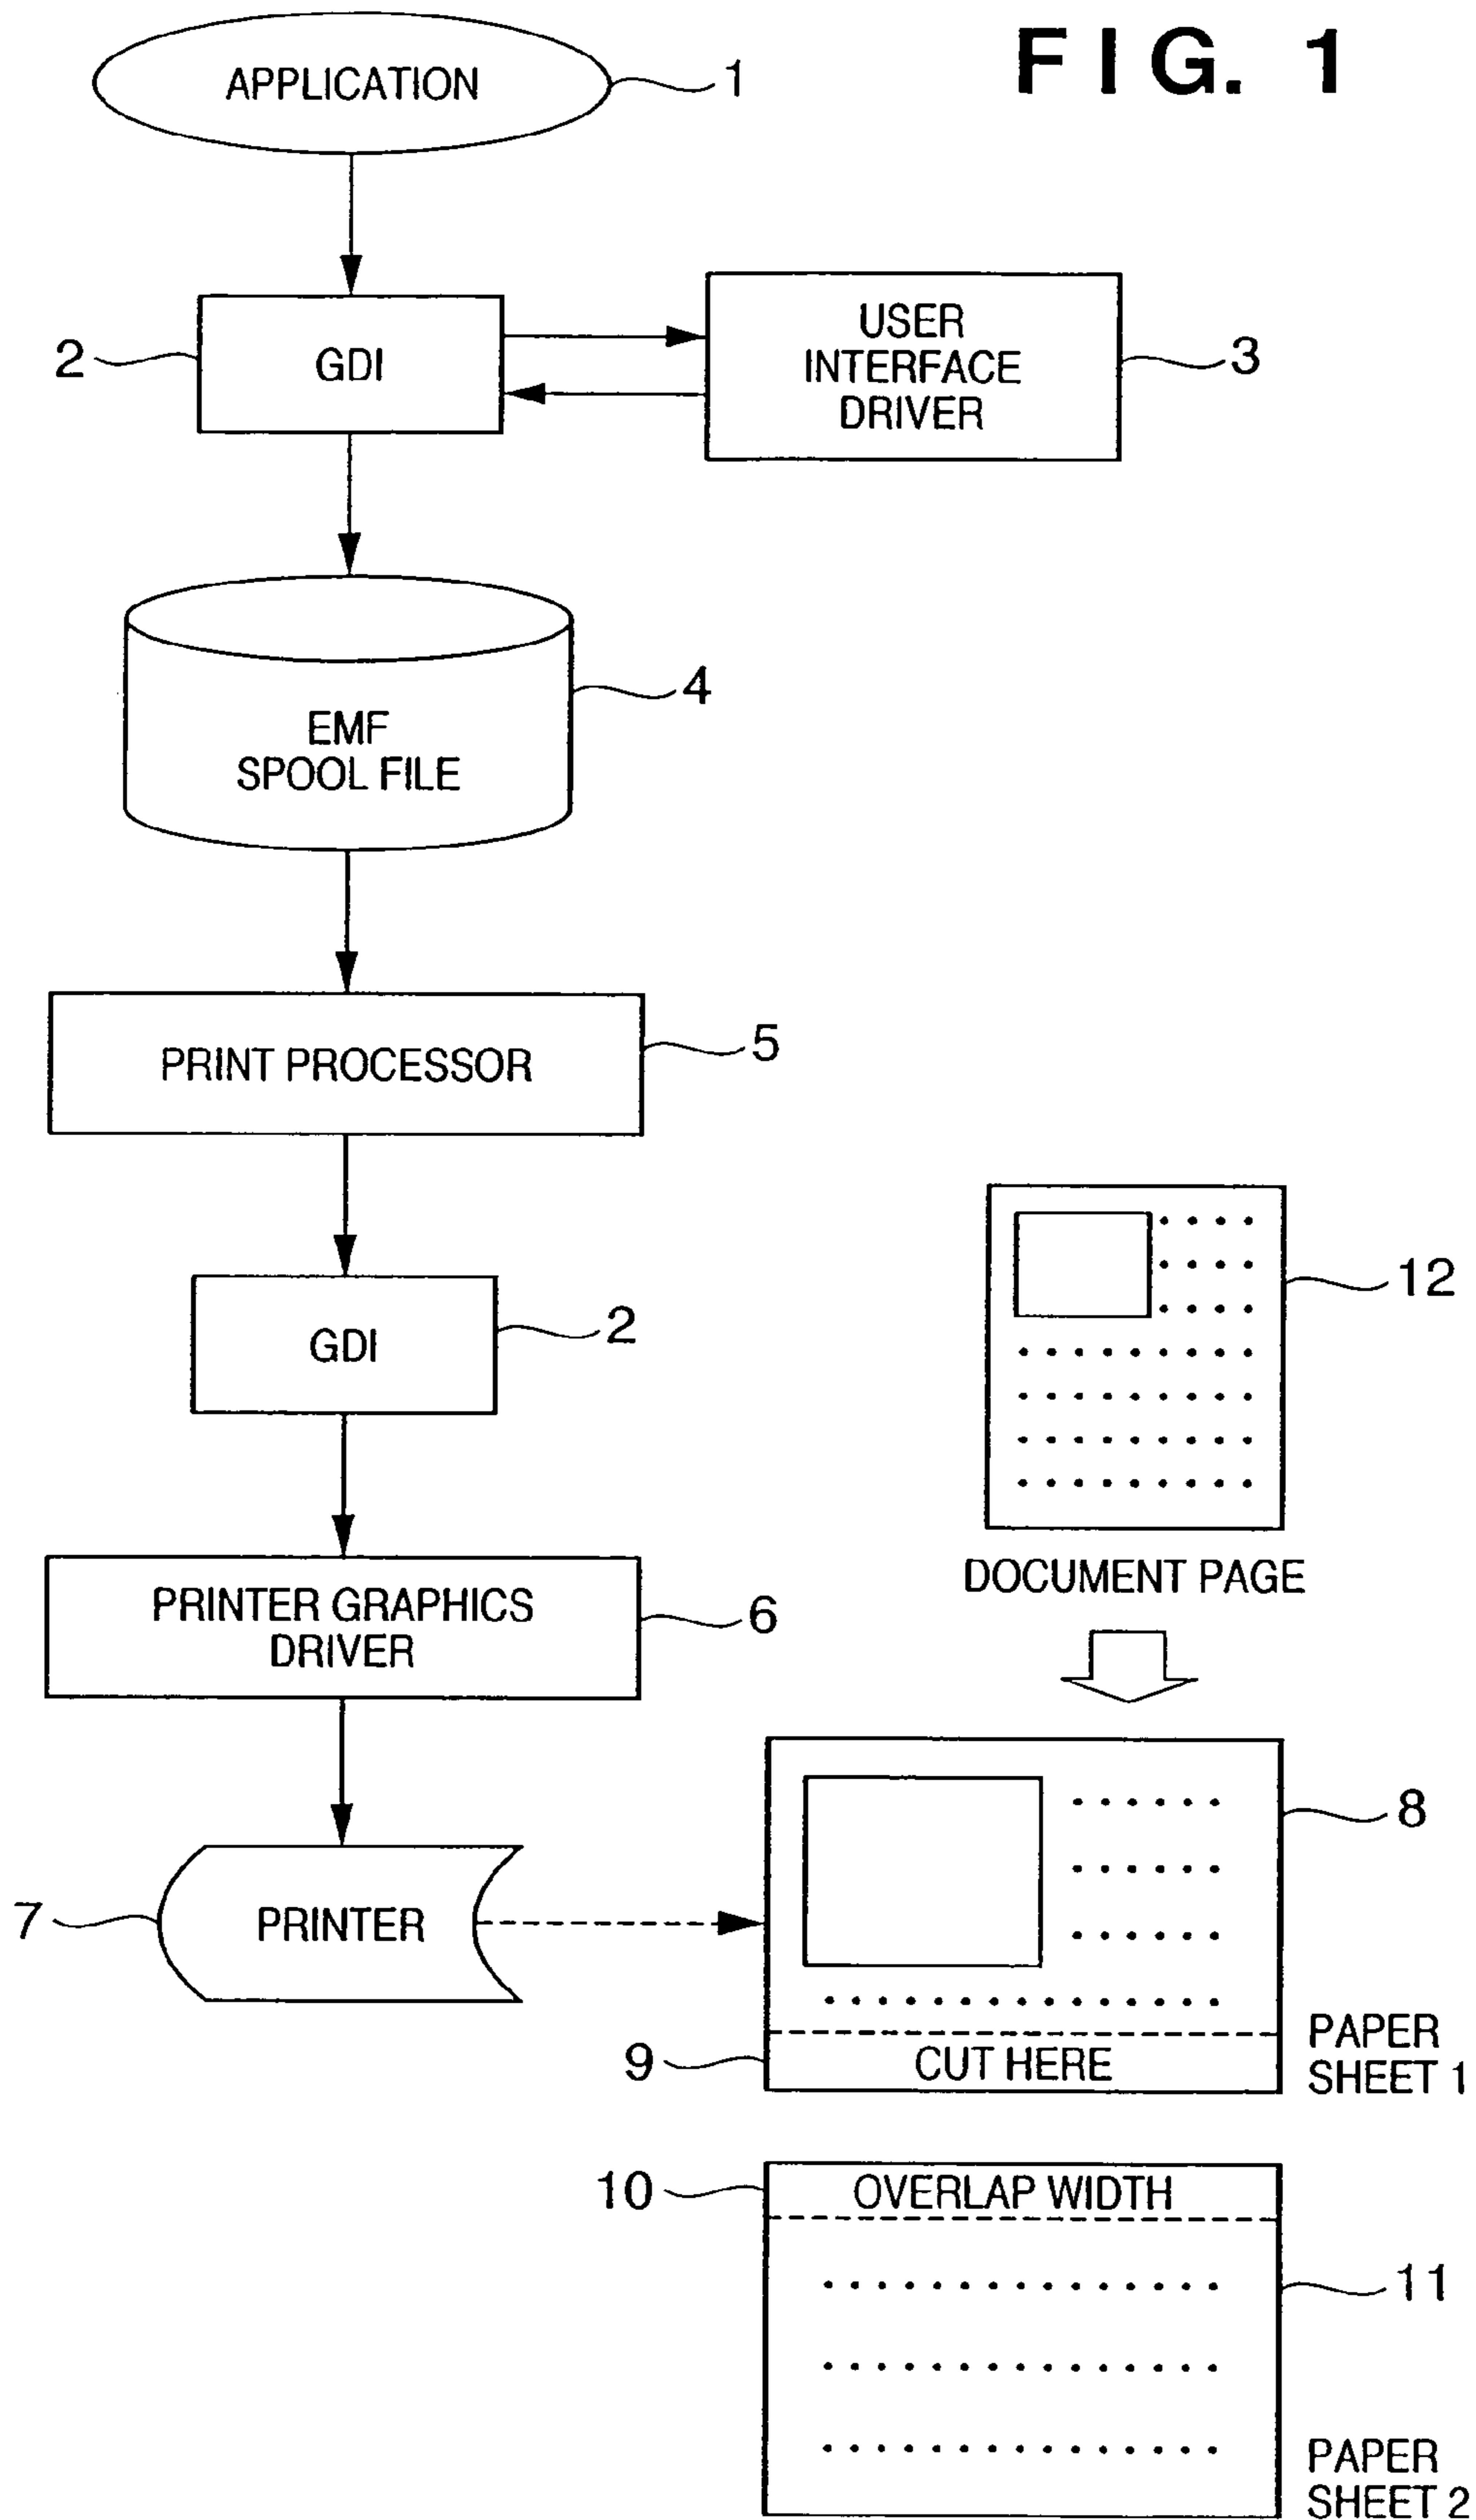 FIG. 1
APPLICATION
1
2
GDI
USER
INTERFACE
DRIVER
3
4
EMF
SPOOL FILE
PRINT PROCESSOR
5
GDI
2
12
DOCUMENT PAGE
PRINTER GRAPHICS
DRIVER
6
7
PRINTER
8
9
CUT HERE
PAPER
SHEET 1
10
OVERLAP WIDTH
11
PAPER
SHEET 2